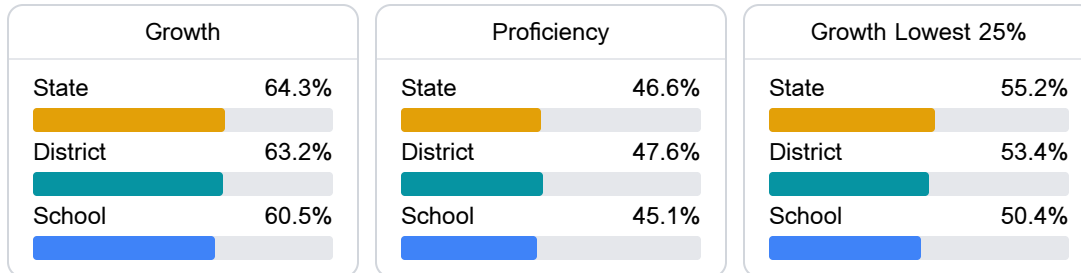 Growth
State 64.3%
District 63.2%
School 60.5%
Proficiency
State 46.6%
District 47.6%
School 45.1%
Growth Lowest 25%
State 55.2%
District 53.4%
School 50.4%